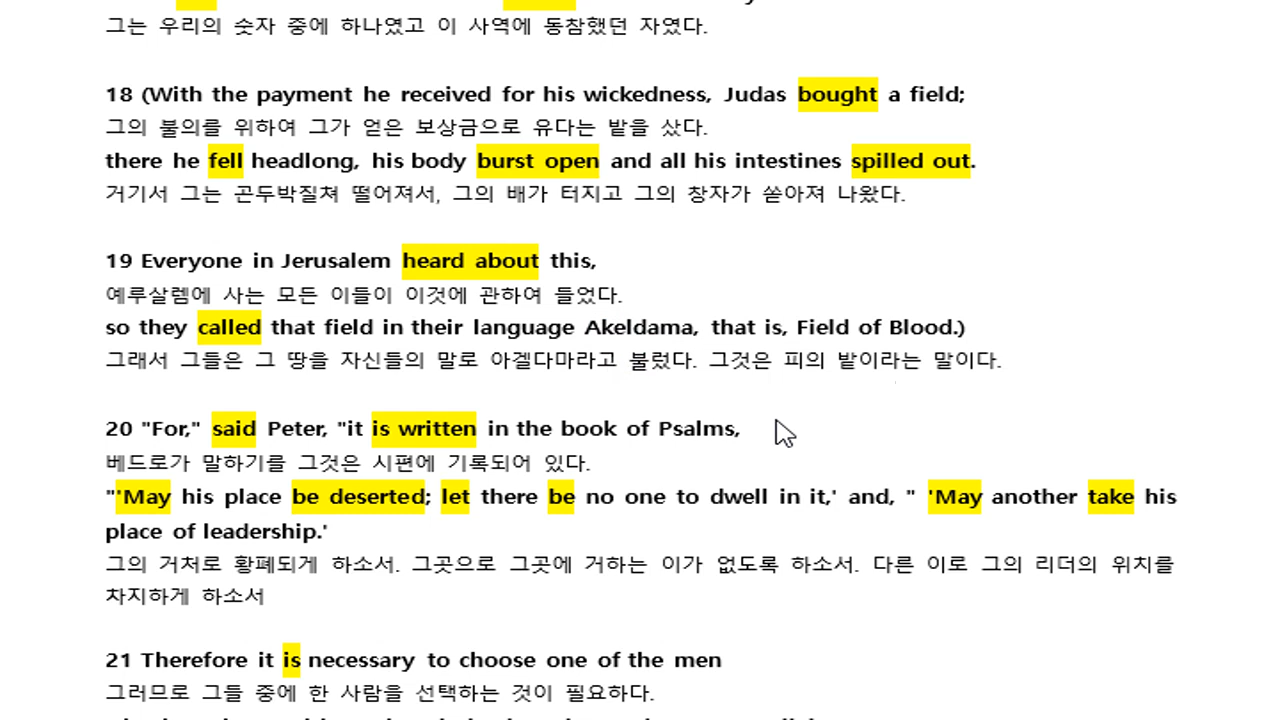 그는 우리의 숫자 중에 하나였고 이 사역에 동참했던 자였다.
18 (With the payment he received for his wickedness, Judas bought a field;
그의 불의를 위하여 그가 얻은 보상금으로 유다는 밭을 샀다.
there he fell headlong, his body burst open and all his intestines spilled out.
거기서 그는 곤두박질쳐 떨어져서, 그의 배가 터지고 그의 창자가 쏟아져 나왔다.
19 Everyone in Jerusalem heard about this,
예루살렘에 사는 모든 이들이 이것에 관하여 들었다.
so they called that field in their language Akeldama, that is, Field of Blood.)
그래서 그들은 그 땅을 자신들의 말로 아겔다마라고 불렀다. 그것은 피의 밭이라는 말이다.
20 "For," said Peter, "it is written in the book of Psalms,
베드로가 말하기를 그것은 시편에 기록되어 있다.
"'May his place be deserted; let there be no one to dwell in it,' and, " 'May another take his
place of leadership.'
그의 거처로 황폐되게 하소서. 그곳으로 그곳에 거하는 이가 없도록 하소서. 다른 이로 그의 리더의 위치를
차지하게 하소서
21 Therefore it is necessary to choose one of the men
그러므로 그들 중에 한 사람을 선택하는 것이 필요하다.